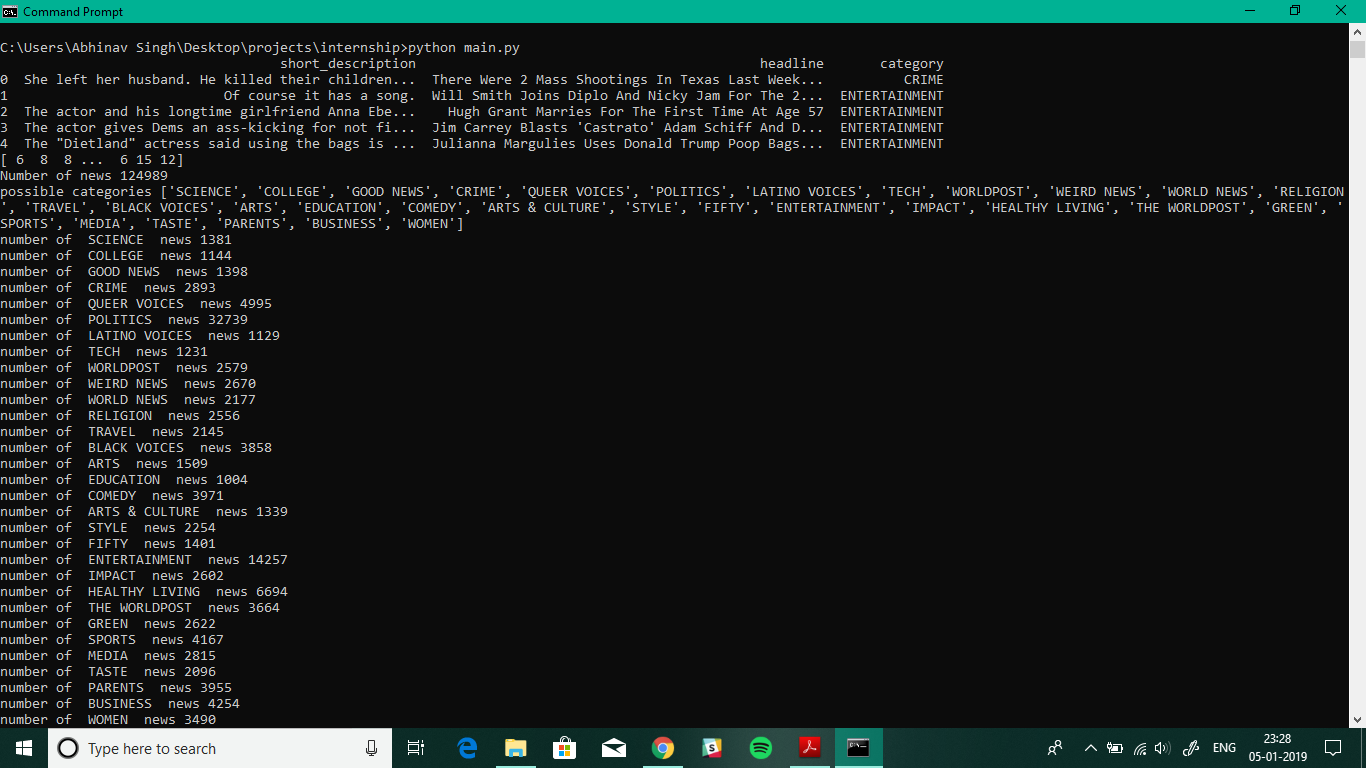 Command Prompt
C:\Users\Abhinav Singh\Desktop\projects\internship>python main.py
short_description headline category
0 She left her husband. He killed their children... There Were 2 Mass Shootings In Texas Last Week... CRIME
1 Of course it has a song. Will Smith Joins Diplo And Nicky Jam For The 2... ENTERTAINMENT
2 The actor and his longtime girlfriend Anna Ebe... Hugh Grant Marries For The First Time At Age 57 ENTERTAINMENT
3 The actor gives Dems an ass-kicking for not fi... Jim Carrey Blasts 'Castrato' Adam Schiff And D... ENTERTAINMENT
4 The "Dietland" actress said using the bags is ... Julianna Margulies Uses Donald Trump Poop Bags... ENTERTAINMENT
[ 6 8 8 ... 6 15 12]
Number of news 124989
possible categories ['SCIENCE', 'COLLEGE', 'GOOD NEWS', 'CRIME', 'QUEER VOICES', 'POLITICS', 'LATINO VOICES', 'TECH', 'WORLDPOST', 'WEIRD NEWS', 'WORLD NEWS', 'RELIGION
', 'TRAVEL', 'BLACK VOICES', 'ARTS', 'EDUCATION', 'COMEDY', 'ARTS & CULTURE', 'STYLE', 'FIFTY', 'ENTERTAINMENT', 'IMPACT', 'HEALTHY LIVING', 'THE WORLDPOST', 'GREEN', '
SPORTS', 'MEDIA', 'TASTE', 'PARENTS', 'BUSINESS', 'WOMEN']
number of SCIENCE news 1381
number of COLLEGE news 1144
number of GOOD NEWS news 1398
number of CRIME news 2893
number of QUEER VOICES news 4995
number of POLITICS news 32739
number of LATINO VOICES news 1129
number of TECH news 1231
number of WORLDPOST news 2579
number of WEIRD NEWS news 2670
number of WORLD NEWS news 2177
number of RELIGION news 2556
number of TRAVEL news 2145
number of BLACK VOICES news 3858
number of ARTS news 1509
number of EDUCATION news 1004
number of COMEDY news 3971
number of ARTS & CULTURE news 1339
number of STYLE news 2254
number of FIFTY news 1401
number of ENTERTAINMENT news 14257
number of IMPACT news 2602
number of HEALTHY LIVING news 6694
number of THE WORLDPOST news 3664
number of GREEN news 2622
number of SPORTS news 4167
number of MEDIA news 2815
number of TASTE news 2096
number of PARENTS news 3955
number of BUSINESS news 4254
number of WOMEN news 3490
Type here to search
ENG
23:28
05-01-2019